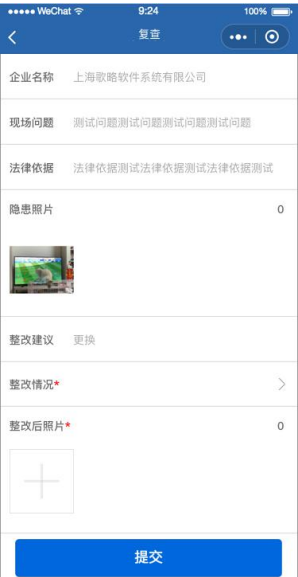 ●●●●● WeChat 9:24 100%
复查
企业名称 上海歌略软件系统有限公司
现场问题 测试问题测试问题测试问题测试问题
法律依据 法律依据测试法律依据测试法律依据测试
隐患照片 0
整改建议 更换
整改情况*
整改后照片* 0
提交